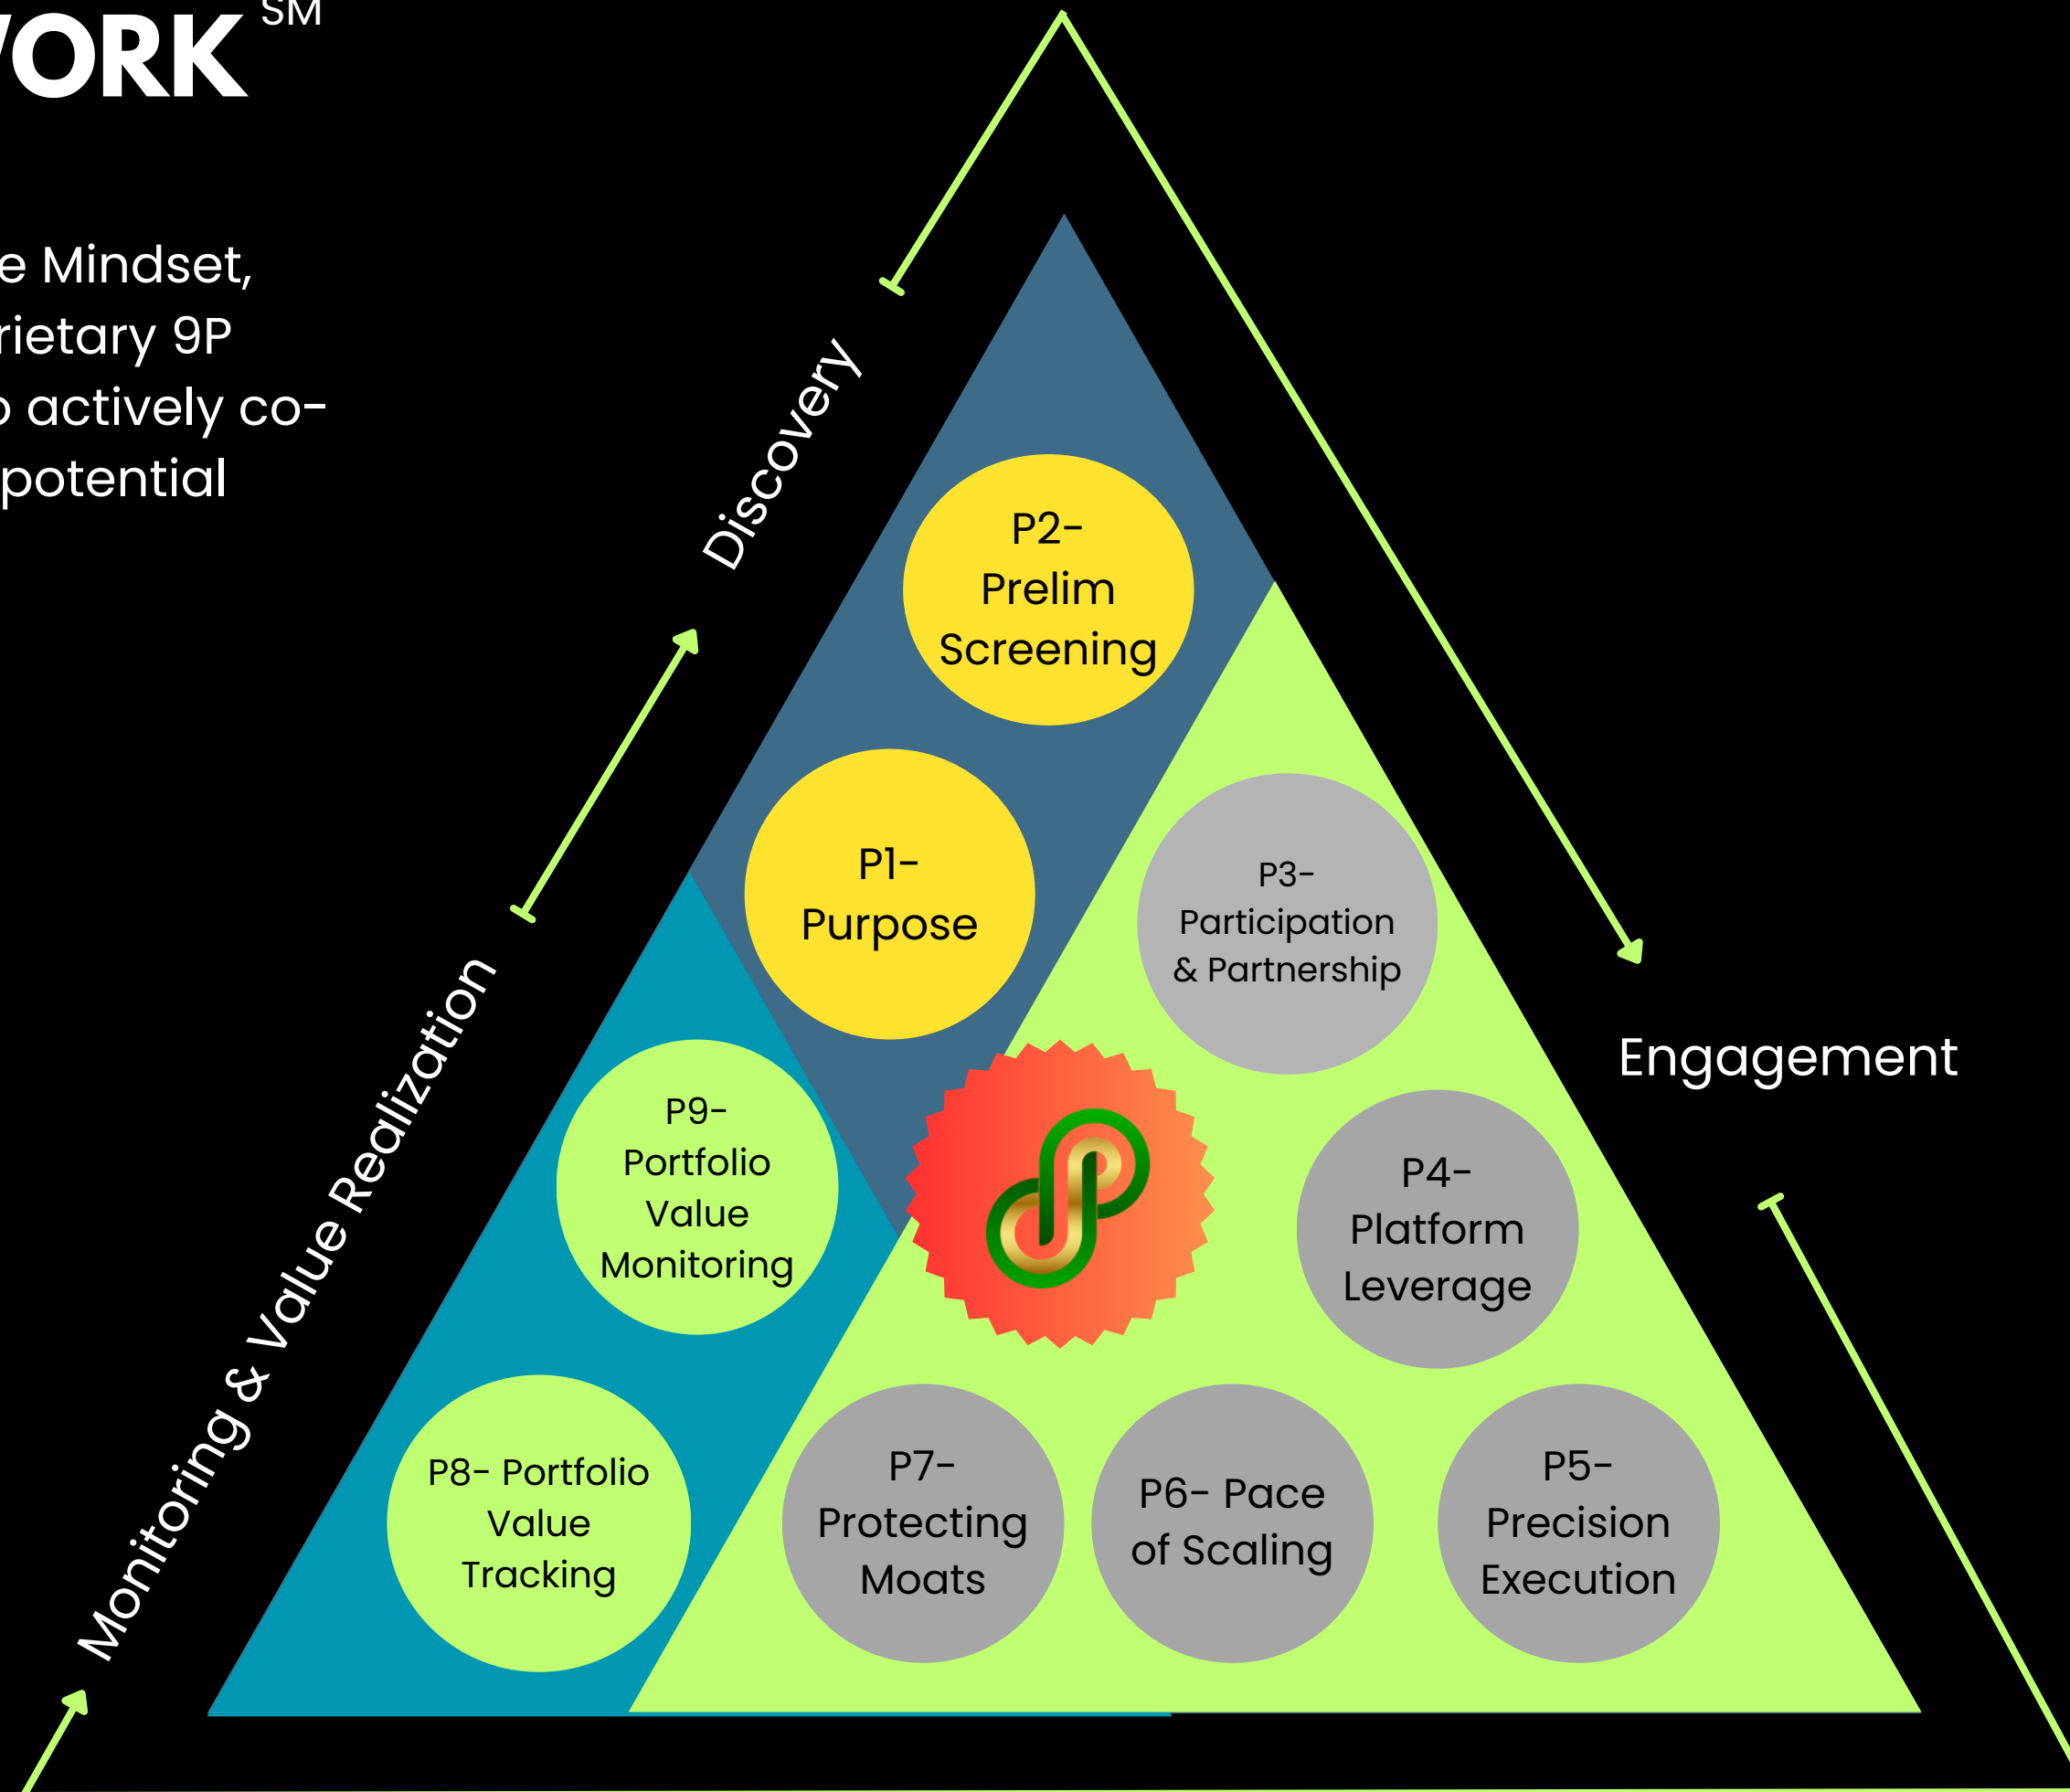 WORK SM
e Mindset,
rietary 9P
o actively co-
potential
Discovery
P2-
Prelim
Screening
P1-
Purpose
P3-
Participation
& Partnership
Engagement
P9-
Portfolio
Value
Monitoring
P4-
Platform
Leverage
Monitoring & Value Realization
P8- Portfolio
Value
Tracking
P7-
Protecting
Moats
P6- Pace
of Scaling
P5-
Precision
Execution